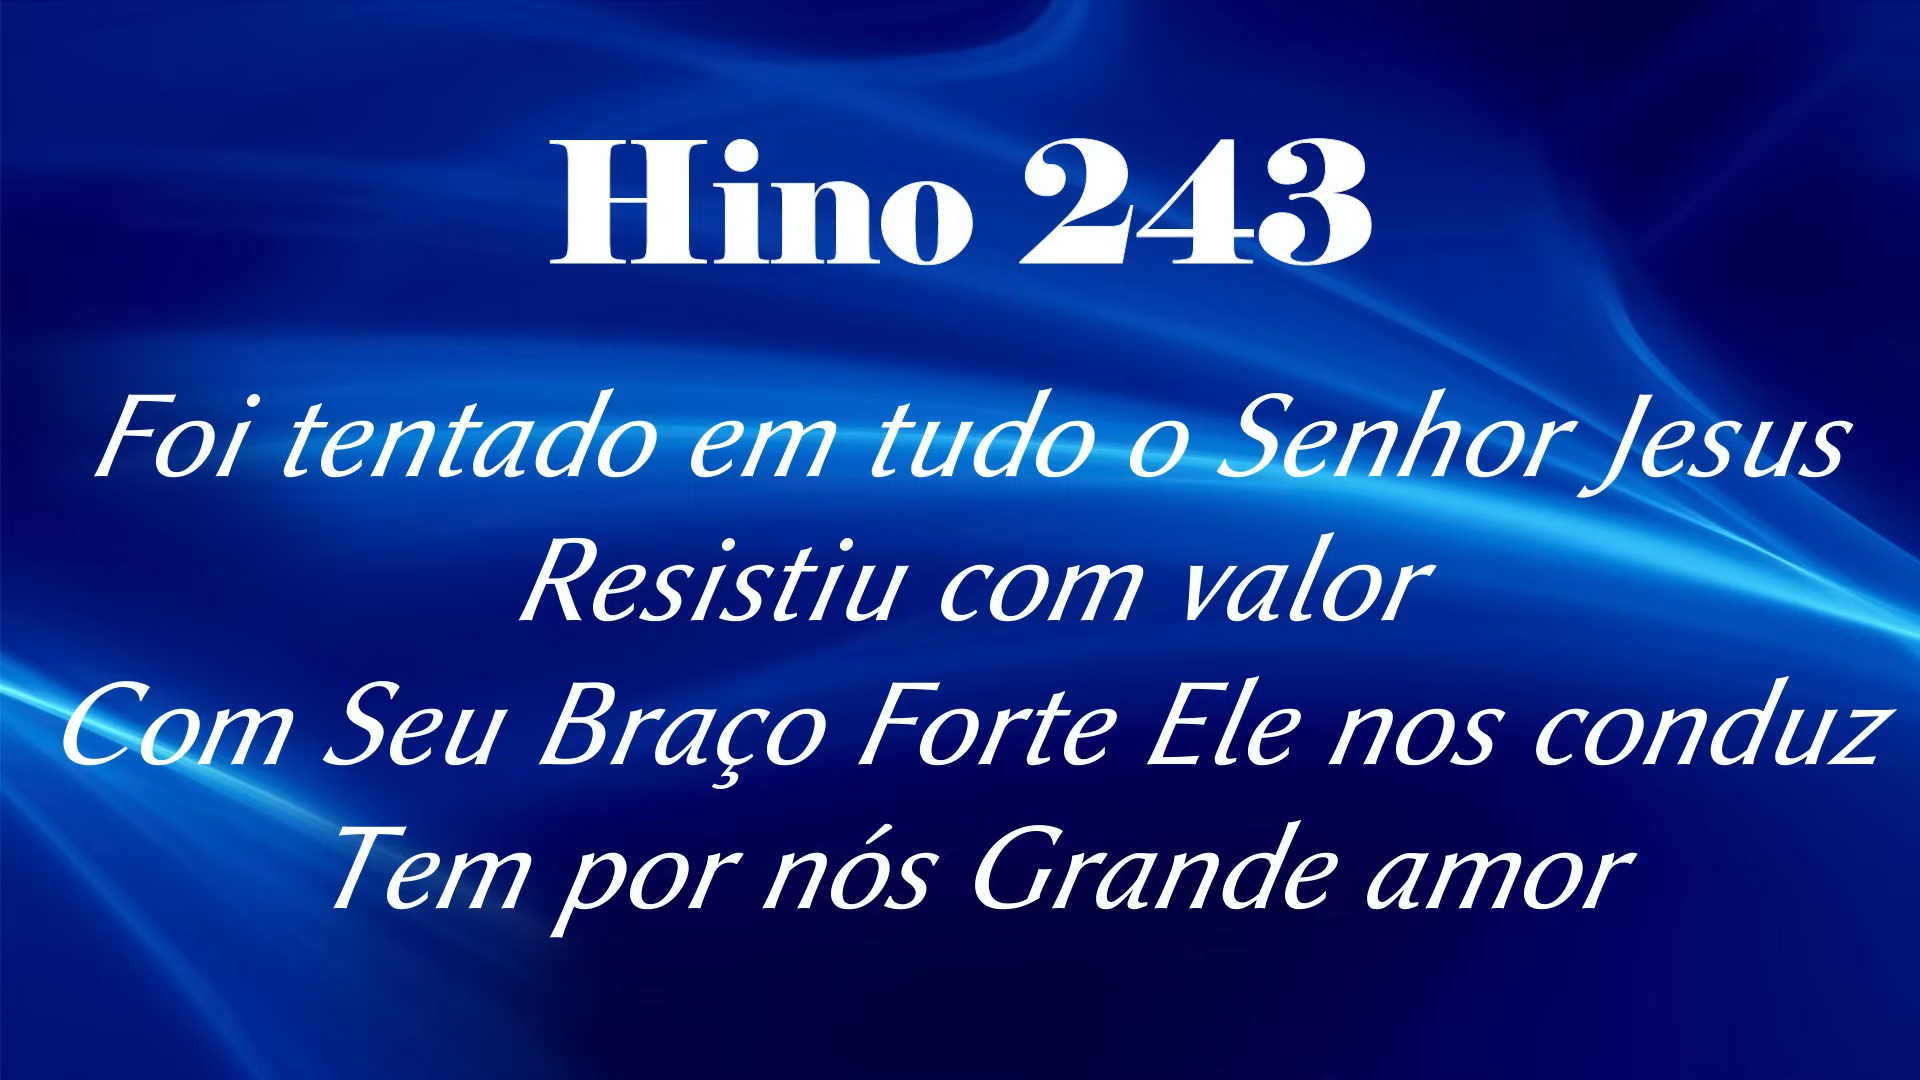 Hino 243
Foi tentado em tudo o Senhor Jesus
Resistiu com valor
Com Seu Braço Forte Ele nos conduz
Tem por nós Grande amor